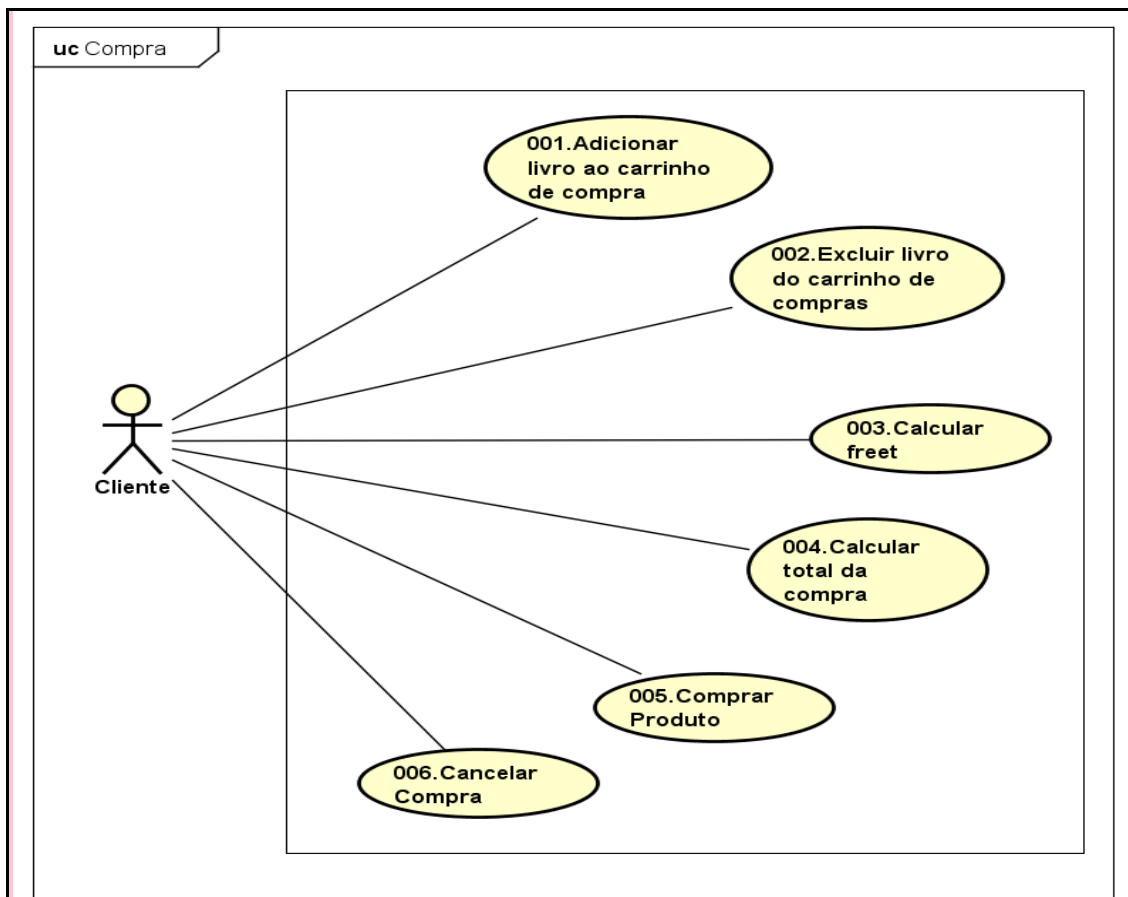 uc Compra
001.Adicionar
livro ao carrinho
de compra
002.Excluir livro
do carrinho de
compras
003.Calcular
freet
Cliente
004.Calcular
total da
compra
005.Comprar
Produto
006.Cancelar
Compra